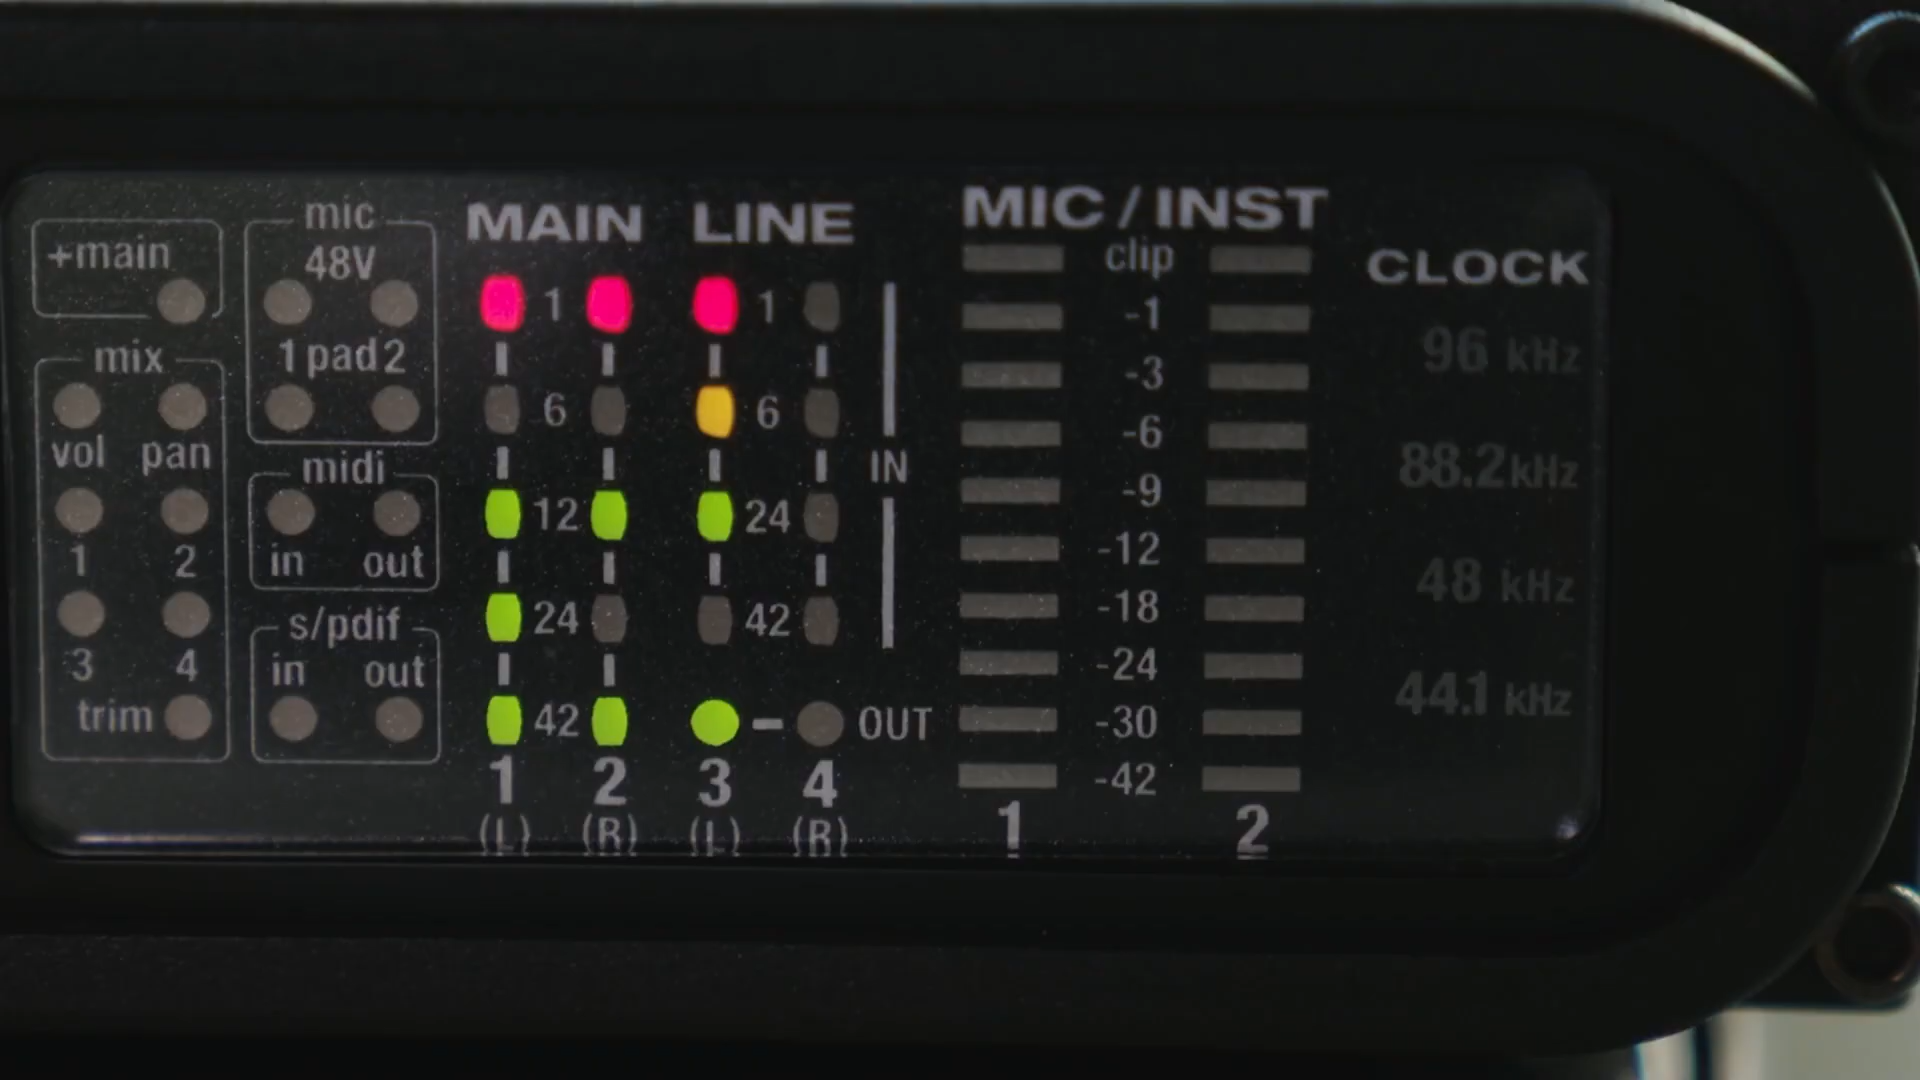 +main
mix
vol pan
1 2
3 4
trim
mic
48V
1 pad 2
midi
in out
s/pdif
in out
MAIN LINE
1 1
6 6
12 24
24 42
42
IN
OUT
1 2 3 4
(L) (R) (L) (R)
MIC / INST
clip
-1
-3
-6
-9
-12
-18
-24
-30
-42
1 2
CLOCK
96 kHz
88.2kHz
48 kHz
44.1 kHz